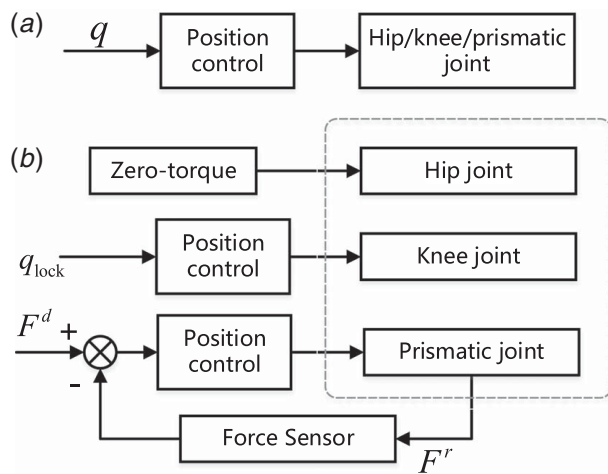 (a)
q
Position
control
Hip/knee/prismatic
joint
(b)
Zero-torque
Hip joint
q_lock
Position
control
Knee joint
F^d
+
-
Position
control
Prismatic joint
Force Sensor
F^r